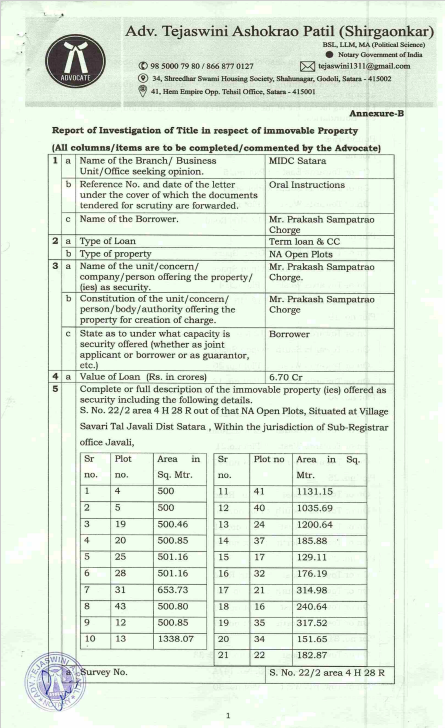 Adv. Tejaswini Ashokrao Patil (Shirgaonkar)
BSL, LLM, MA (Political Science)
Notary Government of India
98 5000 79 80 / 866 877 0127
tejaswini1311@gmail.com
34, Shreedhar Swami Housing Society, Shahunagar, Godoli, Satara - 415002
41, Hem Empire Opp. Tehsil Office, Satara - 415001
ADVOCATE
Annexure-B
Report of Investigation of Title in respect of immovable Property
(All columns/items are to be completed/commented by the Advocate)
1 a Name of the Branch/ Business Unit/Office seeking opinion. MIDC Satara
b Reference No. and date of the letter under the cover of which the documents tendered for scrutiny are forwarded. Oral Instructions
c Name of the Borrower. Mr. Prakash Sampatrao Chorge
2 a Type of Loan Term loan & CC
b Type of property NA Open Plots
3 a Name of the unit/concern/ company/person offering the property/ (ies) as security. Mr. Prakash Sampatrao Chorge.
b Constitution of the unit/concern/ person/body/authority offering the property for creation of charge. Mr. Prakash Sampatrao Chorge
c State as to under what capacity is security offered (whether as joint applicant or borrower or as guarantor, etc.) Borrower
4 a Value of Loan (Rs. in crores) 6.70 Cr
5 Complete or full description of the immovable property (ies) offered as security including the following details.
S. No. 22/2 area 4 H 28 R out of that NA Open Plots, Situated at Village
Savari Tal Javali Dist Satara , Within the jurisdiction of Sub-Registrar
office Javali,
Sr no. Plot no. Area in Sq. Mtr. Sr no. Plot no Area in Sq. Mtr.
1 4 500 11 41 1131.15
2 5 500 12 40 1035.69
3 19 500.46 13 24 1200.64
4 20 500.85 14 37 185.88
5 25 501.16 15 17 129.11
6 28 501.16 16 32 176.19
7 31 653.73 17 21 314.98
8 43 500.80 18 16 240.64
9 12 500.85 19 35 317.52
10 13 1338.07 20 34 151.65
21 22 182.87
a Survey No. S. No. 22/2 area 4 H 28 R
1